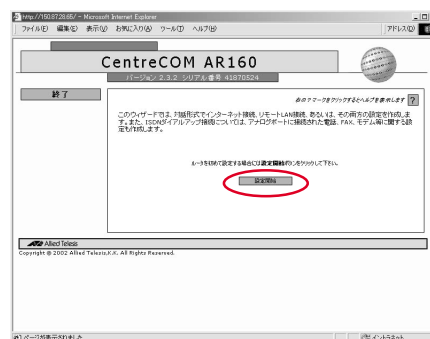 http://150.87.28.65/ - Microsoft Internet Explorer
ファイル(F) 編集(E) 表示(V) お気に入り(A) ツール(T) ヘルプ(H) アドレス(D)
CentreCOM AR160
バージョン 2.3.2 シリアル番号 41870524
終了
右の?マークをクリックするとヘルプを表示します ?
このウィザードでは、対話形式でインターネット接続、リモートLAN接続、あるいは、その両方の設定を作成しま
す。また、ISDNダイアルアップ接続については、アナログポートに接続された電話、FAX、モデム等に関する設
定も作成します。
ルータを初めて設定する場合には設定開始ボタンをクリックして下さい。
設定開始
Allied Telesis
Copyright @ 2002 Allied Telesis,K.K. All Rights Reserved.
ページが表示されました
イントラネット